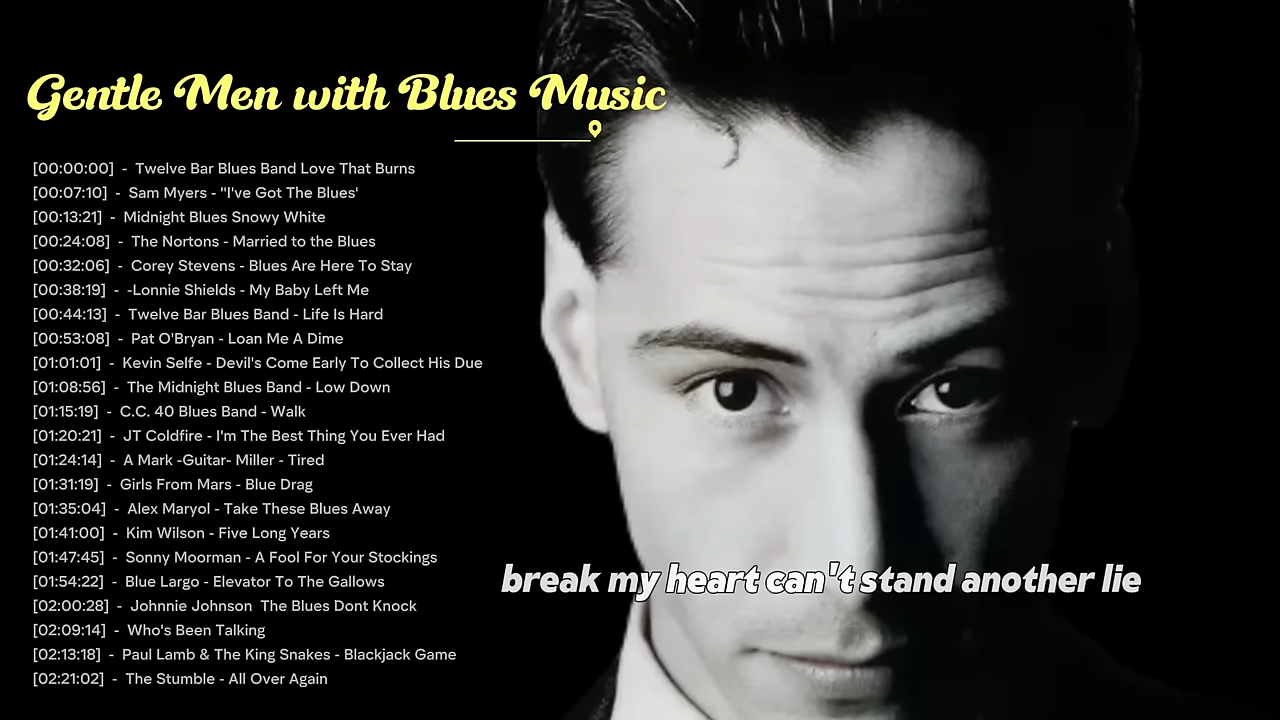 Gentle Men with Blues Music
[00:00:00] - Twelve Bar Blues Band Love That Burns
[00:07:10] - Sam Myers - "I've Got The Blues'
[00:13:21] - Midnight Blues Snowy White
[00:24:08] - The Nortons - Married to the Blues
[00:32:06] - Corey Stevens - Blues Are Here To Stay
[00:38:19] - -Lonnie Shields - My Baby Left Me
[00:44:13] - Twelve Bar Blues Band - Life Is Hard
[00:53:08] - Pat O'Bryan - Loan Me A Dime
[01:01:01] - Kevin Selfe - Devil's Come Early To Collect His Due
[01:08:56] - The Midnight Blues Band - Low Down
[01:15:19] - C.C. 40 Blues Band - Walk
[01:20:21] - JT Coldfire - I'm The Best Thing You Ever Had
[01:24:14] - A Mark -Guitar- Miller - Tired
[01:31:19] - Girls From Mars - Blue Drag
[01:35:04] - Alex Maryol - Take These Blues Away
[01:41:00] - Kim Wilson - Five Long Years
[01:47:45] - Sonny Moorman - A Fool For Your Stockings
[01:54:22] - Blue Largo - Elevator To The Gallows
[02:00:28] - Johnnie Johnson  The Blues Dont Knock
[02:09:14] - Who's Been Talking
[02:13:18] - Paul Lamb & The King Snakes - Blackjack Game
[02:21:02] - The Stumble - All Over Again
break my heart can't stand another lie